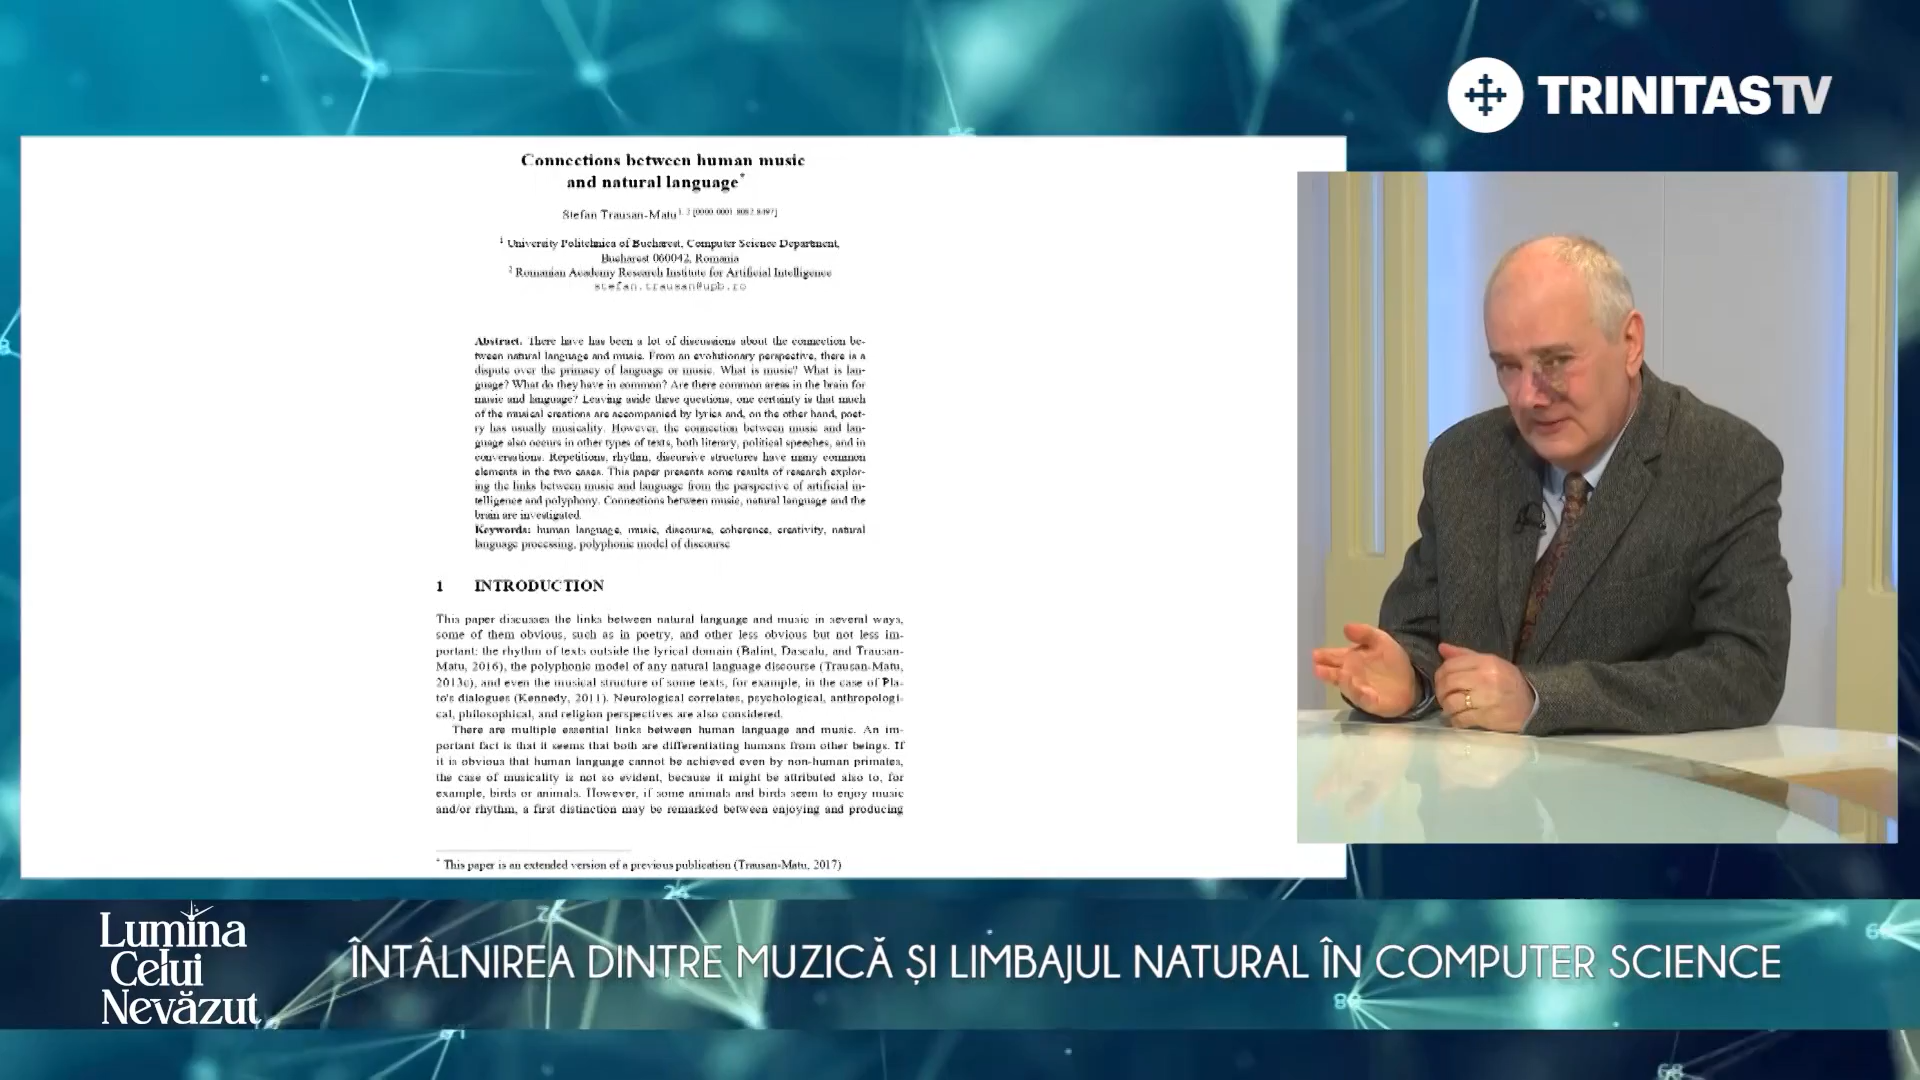 TRINITAS TV
Connections between human music
and natural language*
Stefan Trausan-Matu 1, 2 [0000 0001 8082 8497]
1 University Politehnica of Bucharest, Computer Science Department,
Bucharest 060042, Romania
2 Romanian Academy Research Institute for Artificial Intelligence
stefan.trausan@upb.ro
Abstract. There have has been a lot of discussions about the connection be-
tween natural language and music. From an evolutionary perspective, there is a
dispute over the primacy of language or music. What is music? What is lan-
guage? What do they have in common? Are there common areas in the brain for
music and language? Leaving aside these questions, one certainty is that much
of the musical creations are accompanied by lyrics and, on the other hand, poet-
ry has usually musicality. However, the connection between music and lan-
guage also occurs in other types of texts, both literary, political speeches, and in
conversations. Repetitions, rhythm, discursive structures have many common
elements in the two cases. This paper presents some results of research explor-
ing the links between music and language from the perspective of artificial in-
telligence and polyphony. Connections between music, natural language and the
brain are investigated.
Keywords: human language, music, discourse, coherence, creativity, natural
language processing, polyphonic model of discourse
1 INTRODUCTION
This paper discusses the links between natural language and music in several ways,
some of them obvious, such as in poetry, and other less obvious but not less im-
portant: the rhythm of texts outside the lyrical domain (Balint, Dascalu, and Trausan-
Matu, 2016), the polyphonic model of any natural language discourse (Trausan-Matu,
2013c), and even the musical structure of some texts, for example, in the case of Pla-
to's dialogues (Kennedy, 2011). Neurological correlates, psychological, anthropologi-
cal, philosophical, and religion perspectives are also considered.
There are multiple essential links between human language and music. An im-
portant fact is that it seems that both are differentiating humans from other beings. If
it is obvious that human language cannot be achieved even by non-human primates,
the case of musicality is not so evident, because it might be attributed also to, for
example, birds or animals. However, if some animals and birds seem to enjoy music
and/or rhythm, a first distinction may be remarked between enjoying and producing
* This paper is an extended version of a previous publication (Trausan-Matu, 2017)
Lumina
Celui
Nevăzut
ÎNTÂLNIREA DINTRE MUZICĂ ȘI LIMBAJUL NATURAL ÎN COMPUTER SCIENCE